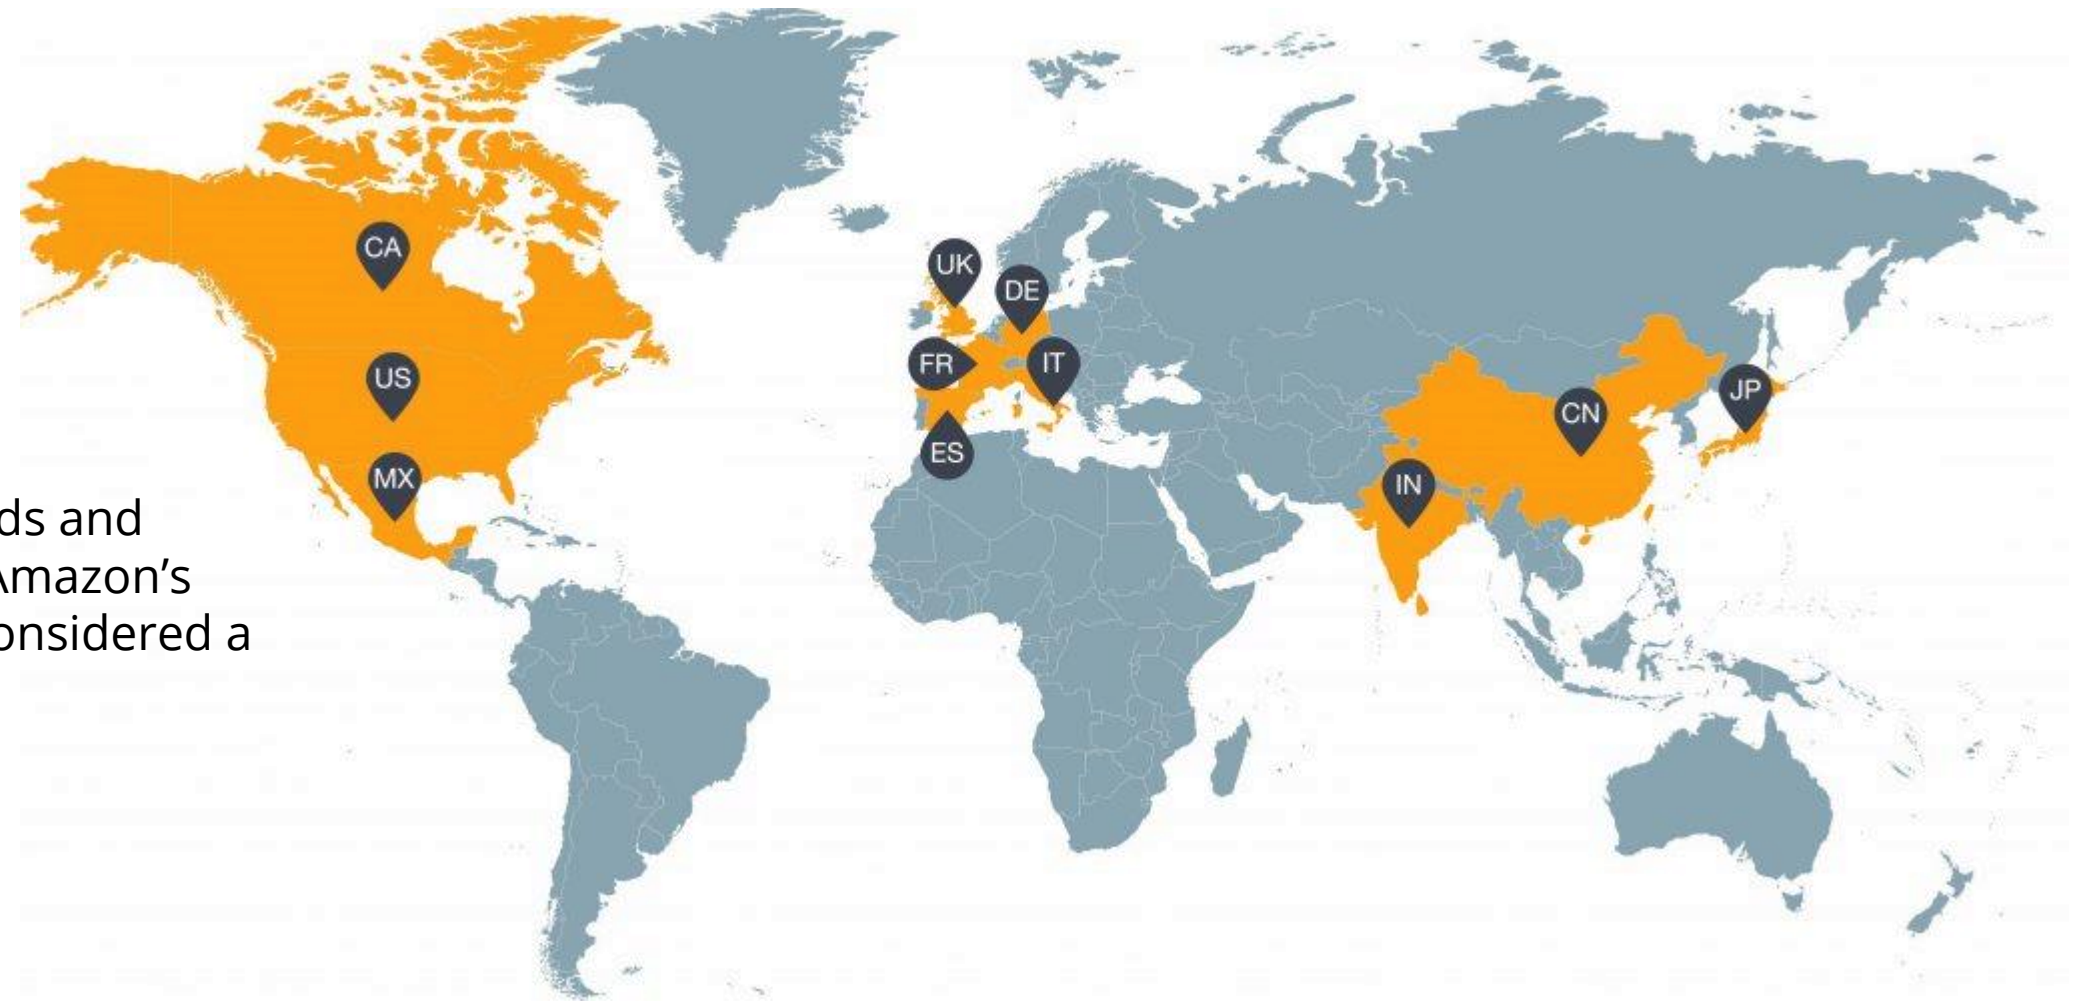 CA
UK
DE
US
FR
IT
JP
CN
ES
MX
IN
ds and
Amazon’s
onsidered a